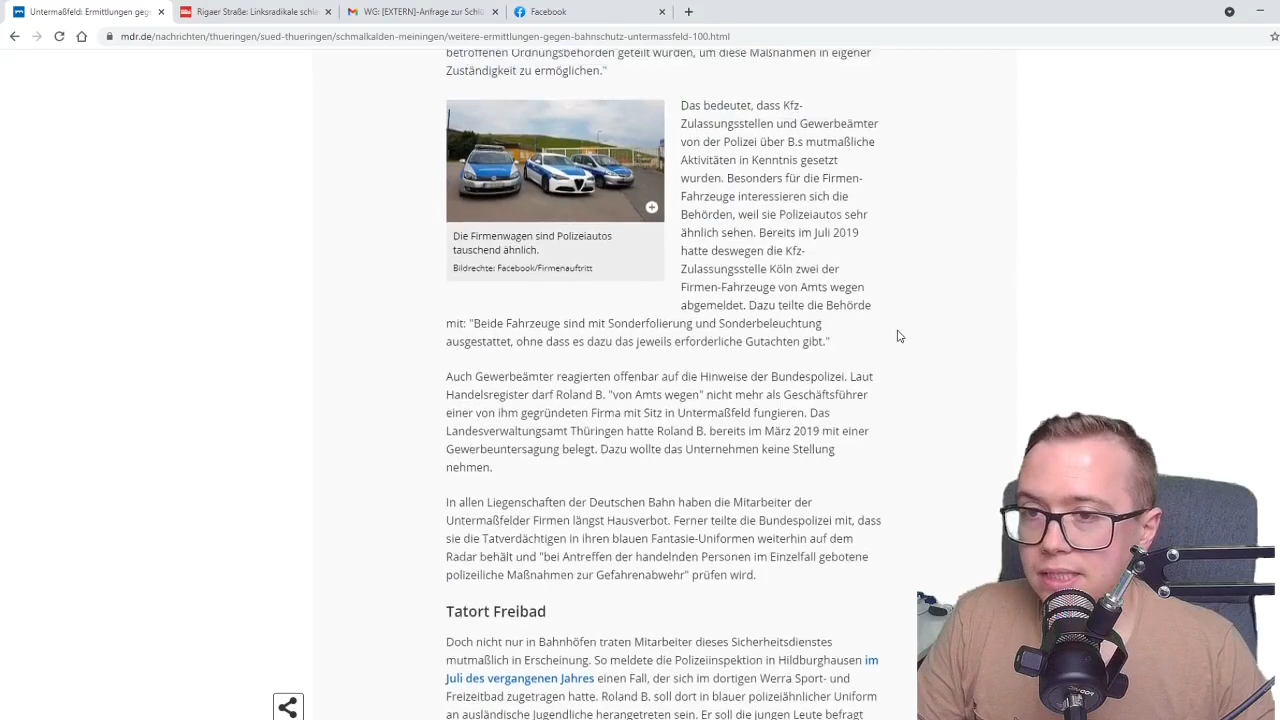 Untermaßfeld: Ermittlungen geg
Rigaer Straße: Linksradikale schle
WG: [EXTERN]-Anfrage zur Schlü
Facebook
mdr.de/nachrichten/thueringen/sued-thueringen/schmalkalden-meiningen/weitere-ermittlungen-gegen-bahnschutz-untermassfeld-100.html
betroffenen Ordnungsbehörden geteilt wurden, um diese Maßnahmen in eigener
Zuständigkeit zu ermöglichen."
Die Firmenwagen sind Polizeiautos
tauschend ähnlich.
Bildrechte: Facebook/Firmenauftritt
Das bedeutet, dass Kfz-
Zulassungsstellen und Gewerbeämter
von der Polizei über B.s mutmaßliche
Aktivitäten in Kenntnis gesetzt
wurden. Besonders für die Firmen-
Fahrzeuge interessieren sich die
Behörden, weil sie Polizeiautos sehr
ähnlich sehen. Bereits im Juli 2019
hatte deswegen die Kfz-
Zulassungsstelle Köln zwei der
Firmen-Fahrzeuge von Amts wegen
abgemeldet. Dazu teilte die Behörde
mit: "Beide Fahrzeuge sind mit Sonderfolierung und Sonderbeleuchtung
ausgestattet, ohne dass es dazu das jeweils erforderliche Gutachten gibt."
Auch Gewerbeämter reagierten offenbar auf die Hinweise der Bundespolizei. Laut
Handelsregister darf Roland B. "von Amts wegen" nicht mehr als Geschäftsführer
einer von ihm gegründeten Firma mit Sitz in Untermaßfeld fungieren. Das
Landesverwaltungsamt Thüringen hatte Roland B. bereits im März 2019 mit einer
Gewerbeuntersagung belegt. Dazu wollte das Unternehmen keine Stellung
nehmen.
In allen Liegenschaften der Deutschen Bahn haben die Mitarbeiter der
Untermaßfelder Firmen längst Hausverbot. Ferner teilte die Bundespolizei mit, dass
sie die Tatverdächtigen in ihren blauen Fantasie-Uniformen weiterhin auf dem
Radar behält und "bei Antreffen der handelnden Personen im Einzelfall gebotene
polizeiliche Maßnahmen zur Gefahrenabwehr" prüfen wird.
Tatort Freibad
Doch nicht nur in Bahnhöfen traten Mitarbeiter dieses Sicherheitsdienstes
mutmaßlich in Erscheinung. So meldete die Polizeiinspektion in Hildburghausen im
Juli des vergangenen Jahres einen Fall, der sich im dortigen Werra Sport- und
Freizeitbad zugetragen hatte. Roland B. soll dort in blauer polizeiähnlicher Uniform
an ausländische Jugendliche herangetreten sein. Er soll die jungen Leute befragt